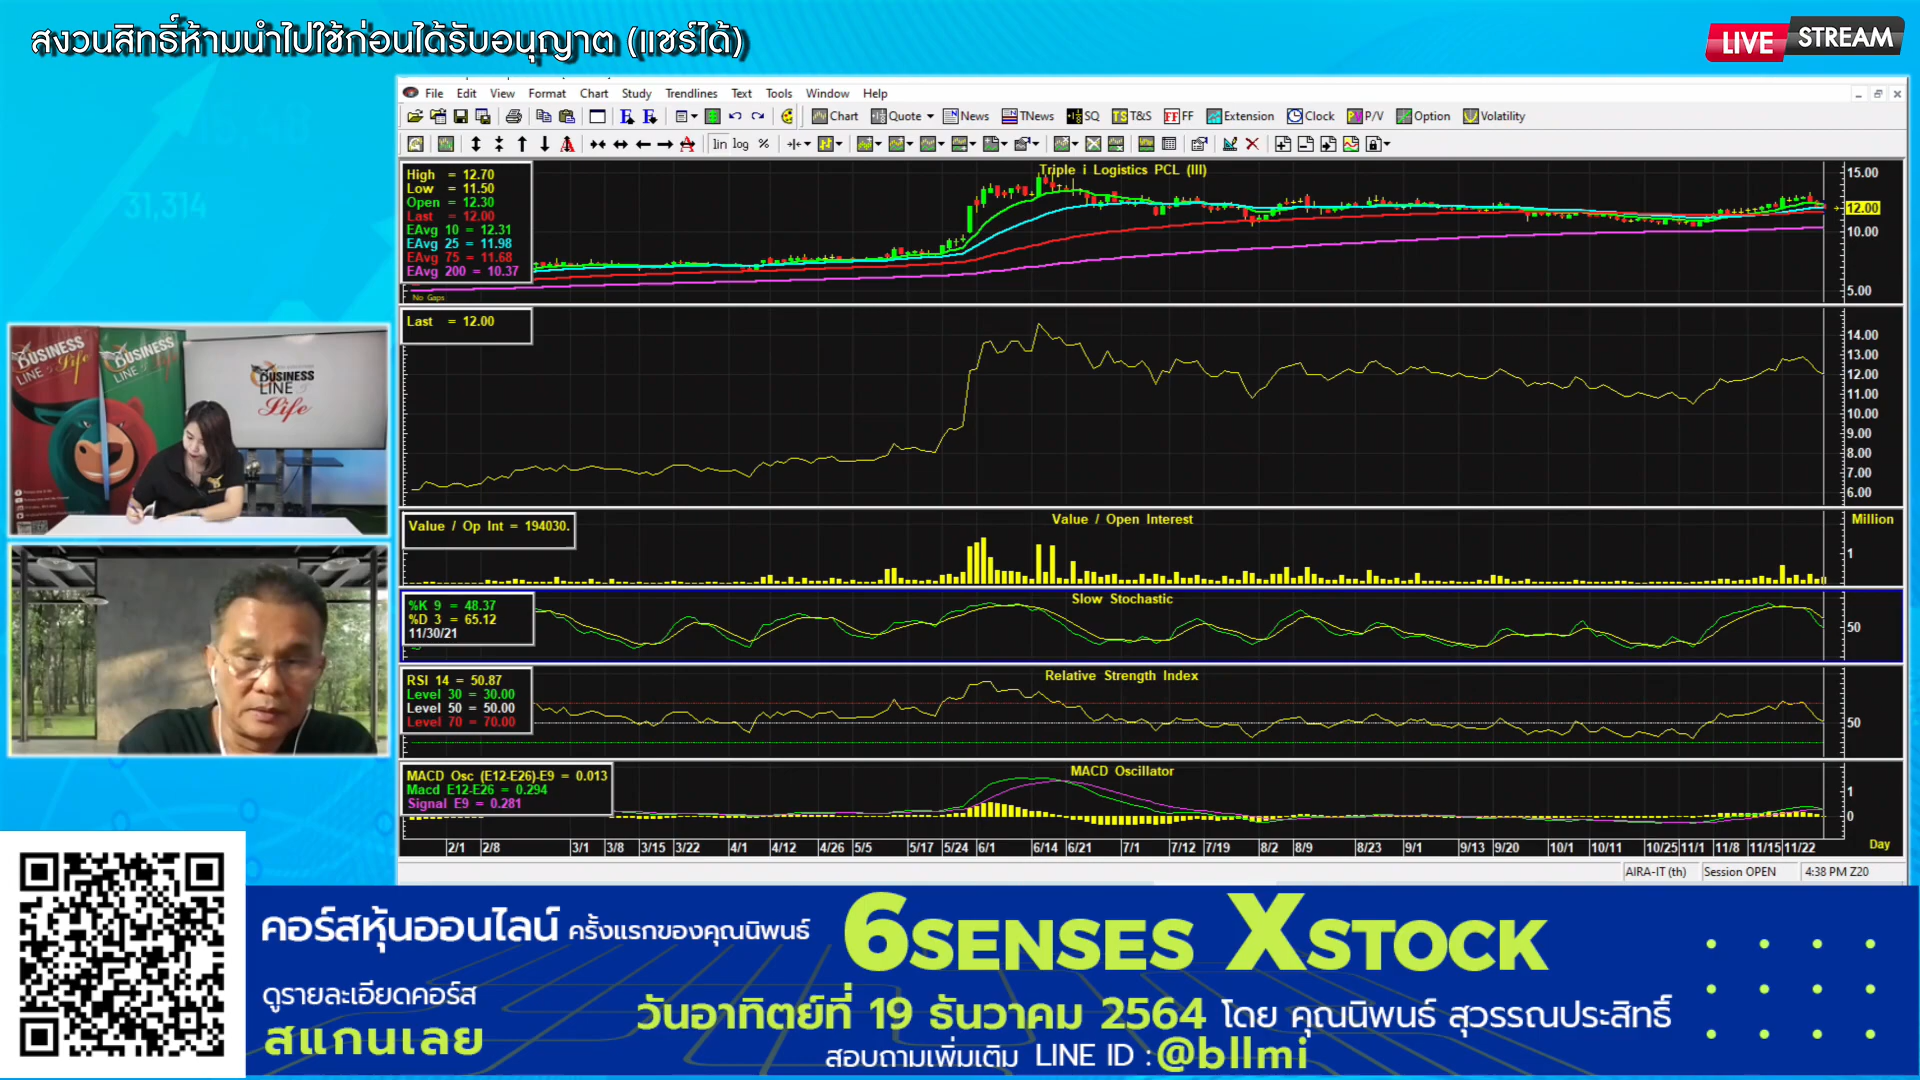 สงวนสิทธิ์ห้ามนำไปใช้ก่อนได้รับอนุญาต (แชร์ได้)
LIVE STREAM
File Edit View Format Chart Study Trendlines Text Tools Window Help
Chart Quote News TNews SQ T&S FF Extension Clock P/V Option Volatility
lin log %
Triple i Logistics PCL (III)
High = 12.70
Low = 11.50
Open = 12.30
Last = 12.00
EAvg 10 = 12.31
EAvg 25 = 11.98
EAvg 75 = 11.68
EAvg 200 = 10.37
No Gaps
15.00
12.00
10.00
5.00
Last = 12.00
14.00
13.00
12.00
11.00
10.00
9.00
8.00
7.00
6.00
Value / Op Int = 194030.
Value / Open Interest
Million
1
Slow Stochastic
%K 9 = 48.37
%D 3 = 65.12
11/30/21
50
Relative Strength Index
RSI 14 = 50.87
Level 30 = 30.00
Level 50 = 50.00
Level 70 = 70.00
50
MACD Oscillator
MACD Osc (E12-E26)-E9 = 0.013
Macd E12-E26 = 0.294
Signal E9 = 0.281
1
0
2/1 2/8 3/1 3/8 3/15 3/22 4/1 4/12 4/26 5/5 5/17 5/24 6/1 6/14 6/21 7/1 7/12 7/19 8/2 8/9 8/23 9/1 9/13 9/20 10/1 10/11 10/25 11/1 11/8 11/15 11/22 Day
AIRA-IT (th) Session OPEN 4:38 PM Z20
BUSINESS LINE Life
BUSINESS LINE Life
BUSINESS LINE Life
31,314
คอร์สหุ้นออนไลน์ ครั้งแรกของคุณนิพนธ์ 6SENSES XSTOCK
ดูรายละเอียดคอร์ส
สแกนเลย
วันอาทิตย์ที่ 19 ธันวาคม 2564 โดย คุณนิพนธ์ สุวรรณประสิทธิ์
สอบถามเพิ่มเติม LINE ID : @bllmi